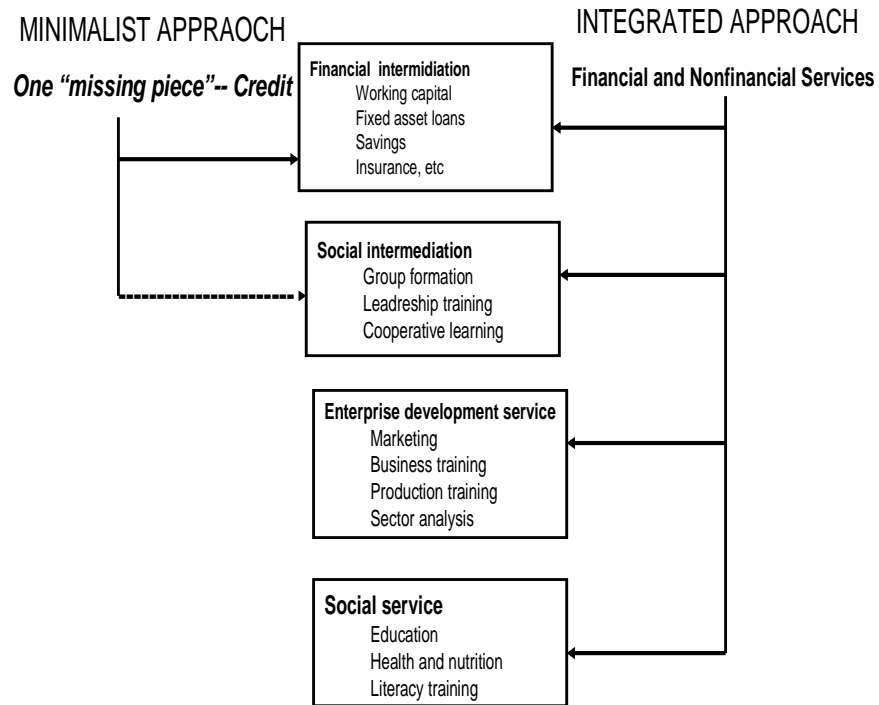 MINIMALIST APPRAOCH
One “missing piece”-- Credit
INTEGRATED APPROACH
Financial and Nonfinancial Services
Financial intermidiation
Working capital
Fixed asset loans
Savings
Insurance, etc
Social intermediation
Group formation
Leadreship training
Cooperative learning
Enterprise development service
Marketing
Business training
Production training
Sector analysis
Social service
Education
Health and nutrition
Literacy training